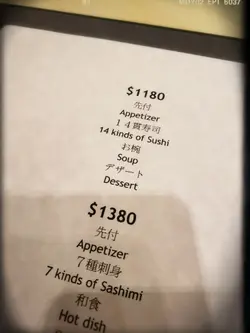 $1180
先付
Appetizer
14貫寿司
14 kinds of Sushi
お椀
Soup
デザート
Dessert
$1380
先付
Appetizer
7種刺身
7 kinds of Sashimi
和食
Hot dish